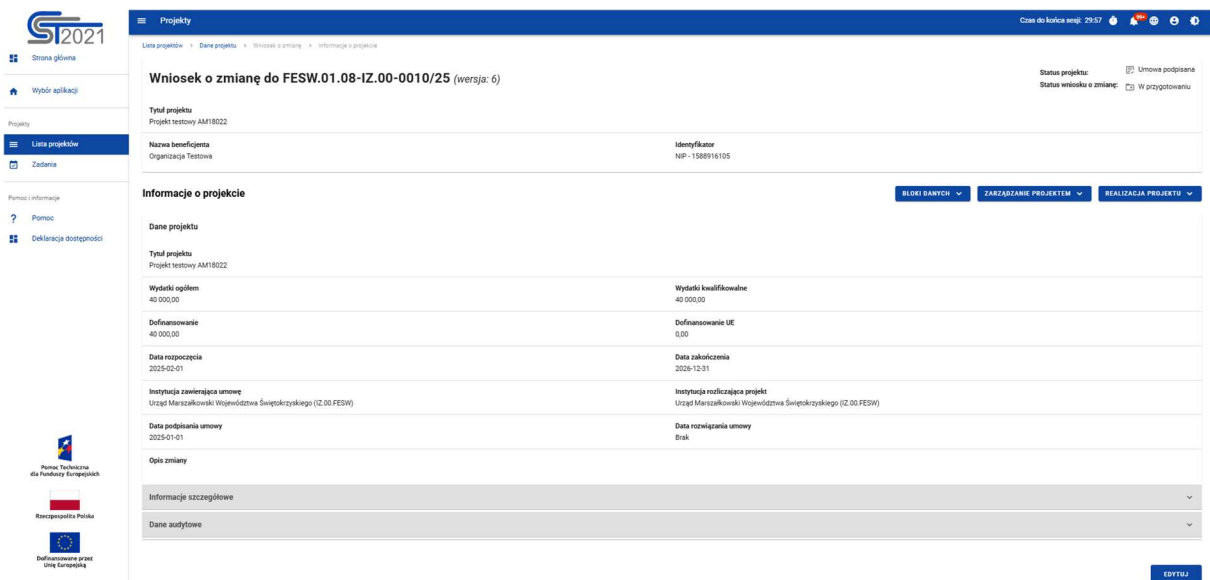 CST2021
Projekty
Czas do końca sesji: 29:57
99+
Lista projektów > Dane projektu > Wniosek o zmianę > Informacje o projekcie
Strona główna
Wybór aplikacji
Projekty
Lista projektów
Zadania
Pomoc i informacje
? Pomoc
Deklaracja dostępności
Wniosek o zmianę do FESW.01.08-IZ.00-0010/25 (wersja: 6)
Status projektu: Umowa podpisana
Status wniosku o zmianę: W przygotowaniu
Tytuł projektu
Projekt testowy AM18022
Nazwa beneficjenta Identyfikator
Organizacja Testowa NIP - 1588916105
Informacje o projekcie
BLOKI DANYCH ZARZĄDZANIE PROJEKTEM REALIZACJA PROJEKTU
Dane projektu
Tytuł projektu
Projekt testowy AM18022
Wydatki ogółem Wydatki kwalifikowalne
40 000,00 40 000,00
Dofinansowanie Dofinansowanie UE
40 000,00 0,00
Data rozpoczęcia Data zakończenia
2025-02-01 2026-12-31
Instytucja zawierająca umowę Instytucja rozliczająca projekt
Urząd Marszałkowski Województwa Świętokrzyskiego (IZ.00.FESW) Urząd Marszałkowski Województwa Świętokrzyskiego (IZ.00.FESW)
Data podpisania umowy Data rozwiązania umowy
2025-01-01 Brak
Opis zmiany
Informacje szczegółowe
Dane audytowe
EDYTUJ
Pomoc Techniczna
dla Funduszy Europejskich
Rzeczpospolita Polska
Dofinansowane przez
Unię Europejską